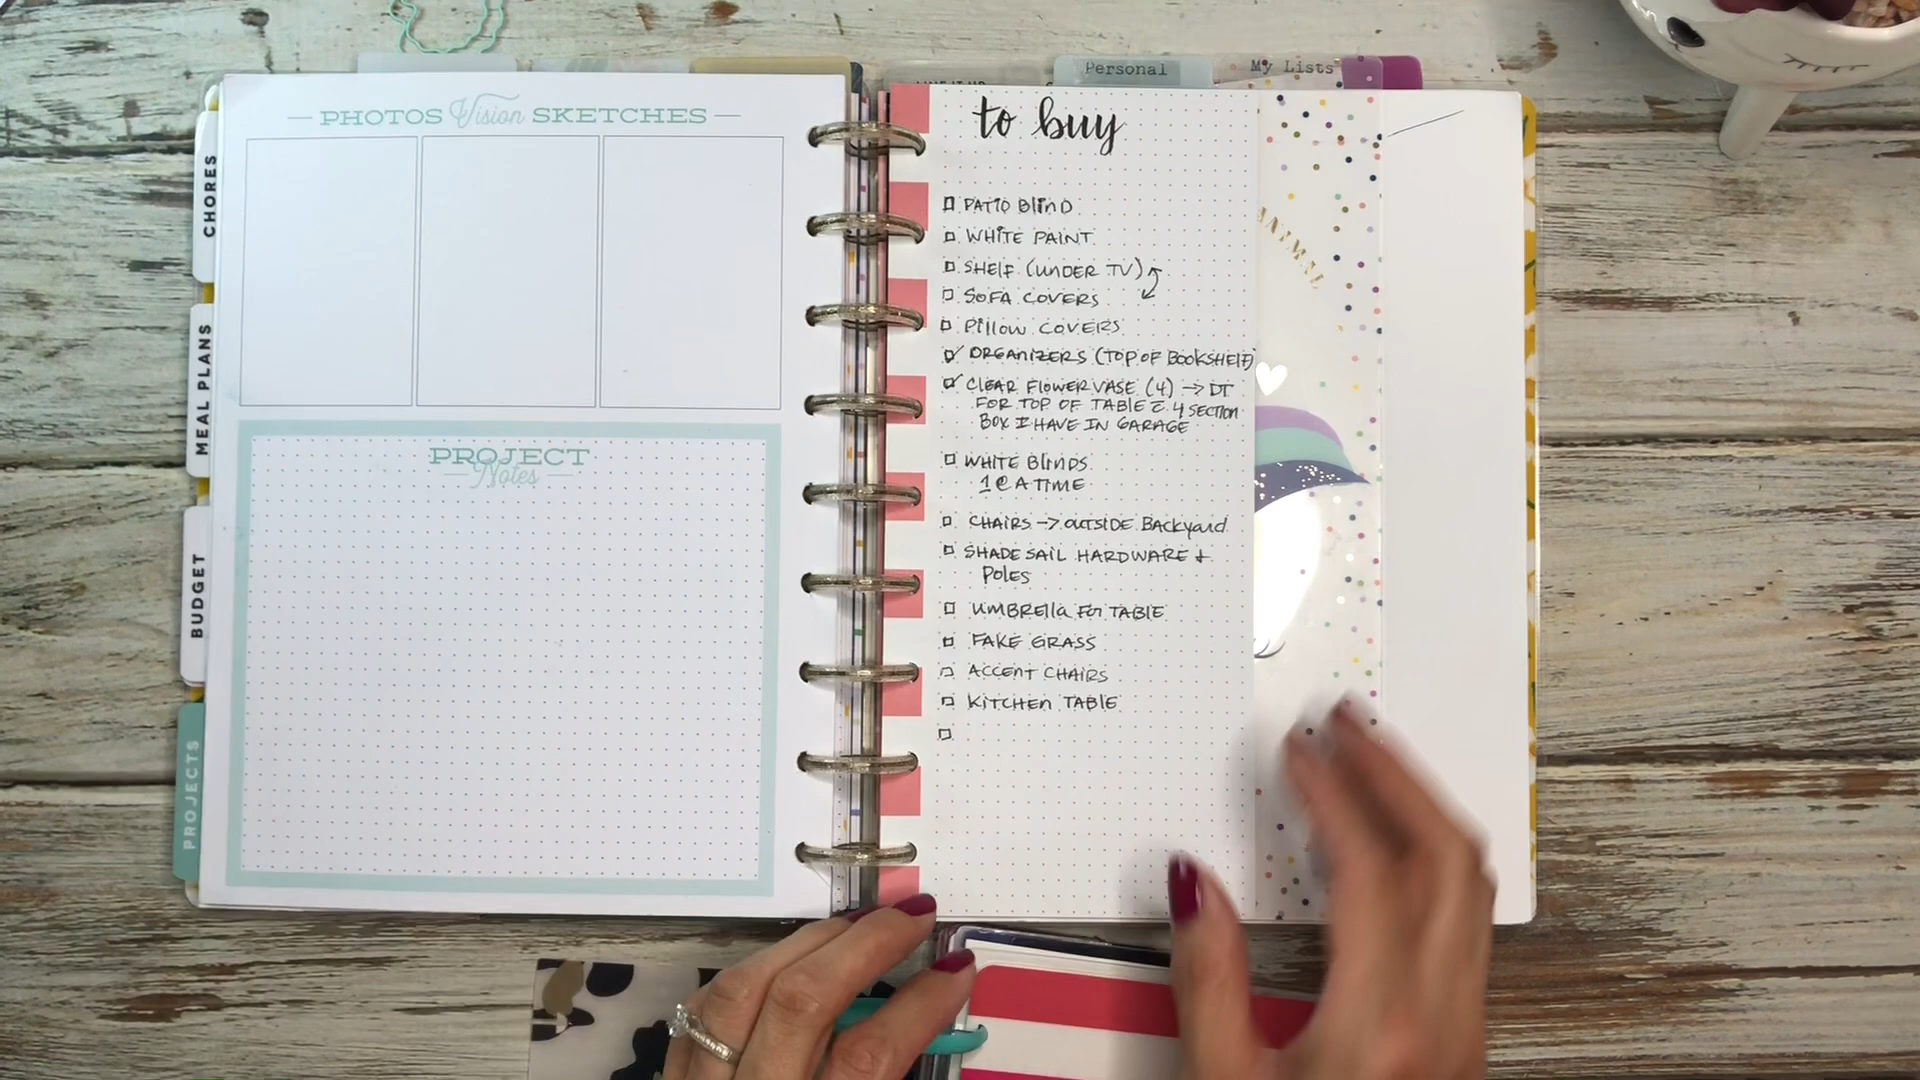 CHORES
MEAL PLANS
BUDGET
PROJECTS
PHOTOS Vision SKETCHES
PROJECT
Notes
Personal
My Lists
to buy
PATIO BLIND
WHITE PAINT
SHELF (UNDER TV)
SOFA COVERS
PILLOW COVERS
ORGANIZERS (TOP OF BOOKSHELF)
CLEAR FLOWER VASE (4) → DT
FOR TOP OF TABLE 4 SECTION
BOX I HAVE IN GARAGE
WHITE BLINDS
1 @ A TIME
CHAIRS → OUTSIDE BACKyard
SHADE SAIL HARDWARE +
POLES
UMBRELLA FOR TABLE
FAKE GRASS
ACCENT CHAIRS
KITCHEN TABLE